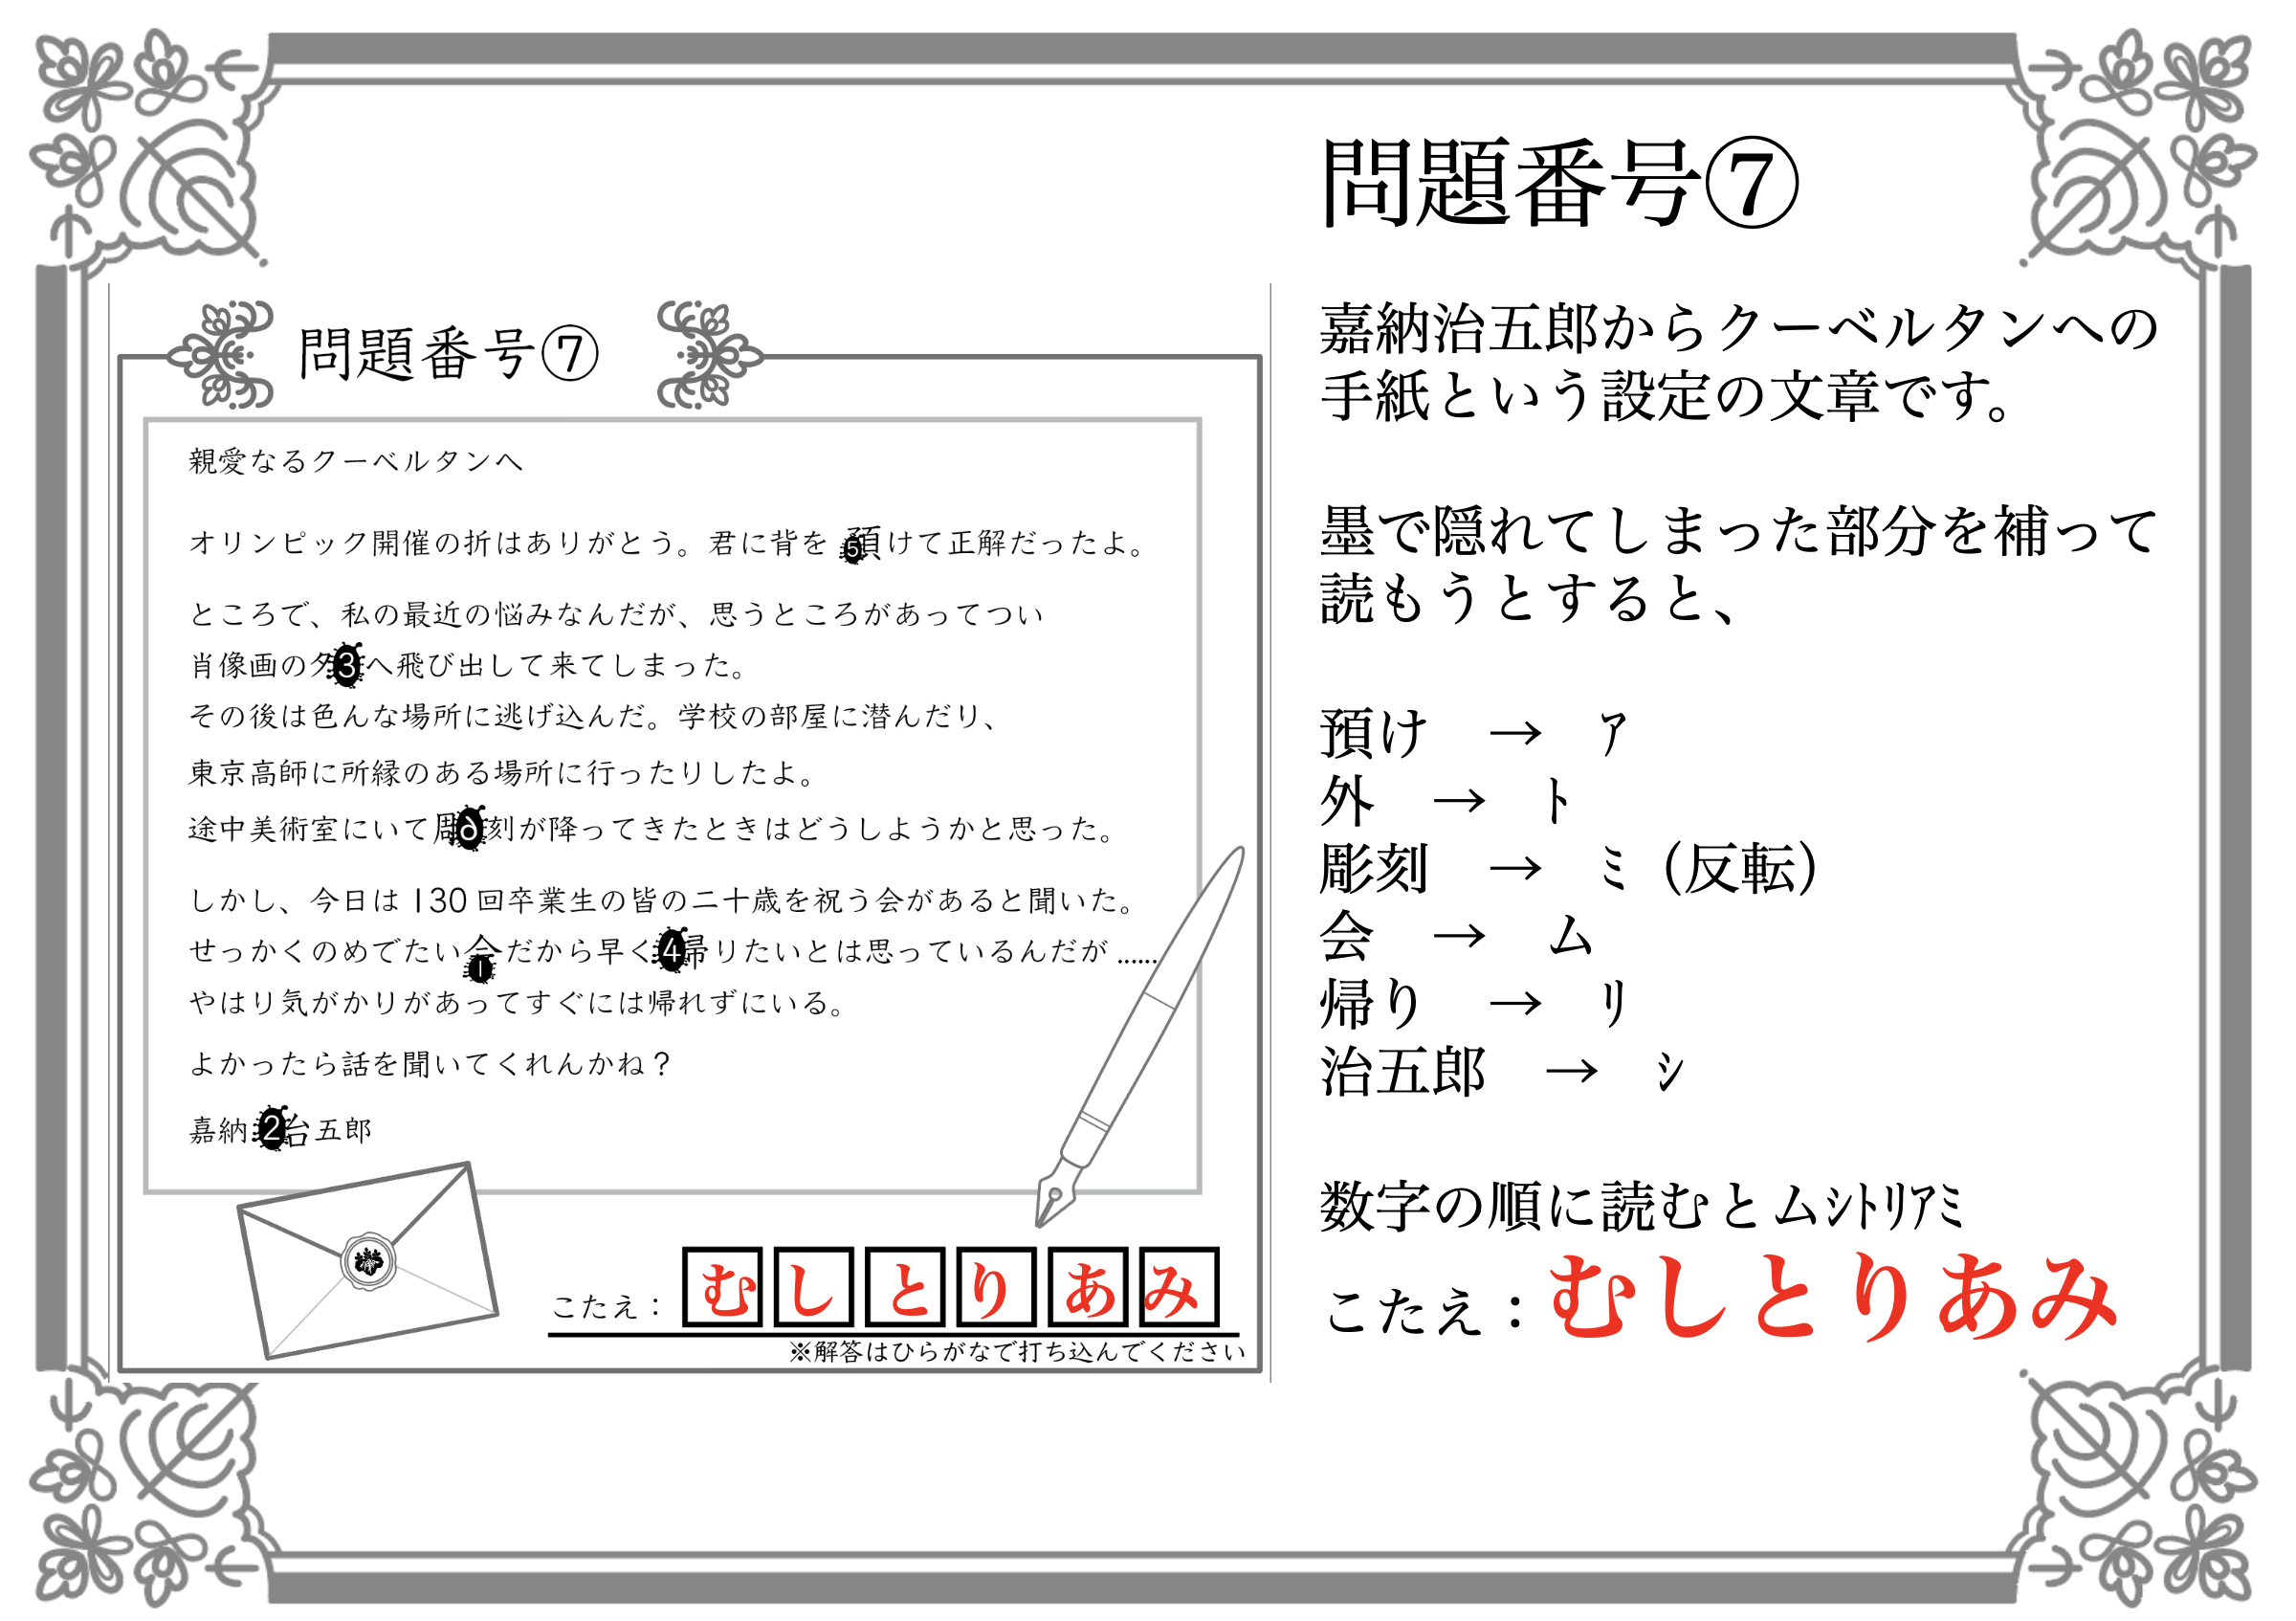 問題番号⑦
親愛なるクーベルタンへ
オリンピック開催の折はありがとう。君に背を 5頁けて正解だったよ。
ところで、私の最近の悩みなんだが、思うところがあってつい
肖像画の夕3へ飛び出して来てしまった。
その後は色んな場所に逃げ込んだ。学校の部屋に潜んだり、
東京高師に所縁のある場所に行ったりしたよ。
途中美術室にいて周6刻が降ってきたときはどうしようかと思った。
しかし、今日は130回卒業生の皆の二十歳を祝う会があると聞いた。
せっかくのめでたい会1だから早く4帚りたいとは思っているんだが……
やはり気がかりがあってすぐには帰れずにいる。
よかったら話を聞いてくれんかね？
嘉納2台五郎
こたえ：むしとりあみ
※解答はひらがなで打ち込んでください
問題番号⑦
嘉納治五郎からクーベルタンへの
手紙という設定の文章です。
墨で隠れてしまった部分を補って
読もうとすると、
預け　→　ｱ
外　→　ﾄ
彫刻　→　ﾐ（反転）
会　→　ム
帰り　→　ﾘ
治五郎　→　ｼ
数字の順に読むとムｼﾄﾘｱﾐ
こたえ：むしとりあみ